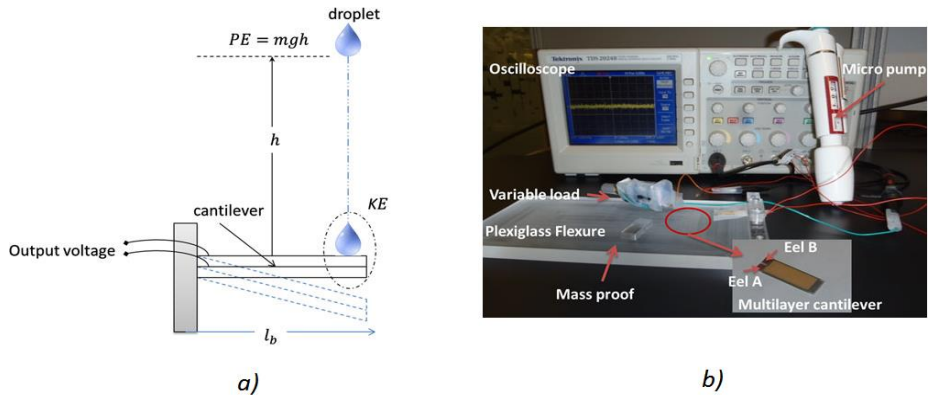 droplet
PE = mgh
h
cantilever
KE
Output voltage
l_b
a)
Tektronix
Oscilloscope
Micro pump
Variable load
Plexiglass Flexure
Mass proof
Eel B
Eel A
Multilayer cantilever
b)